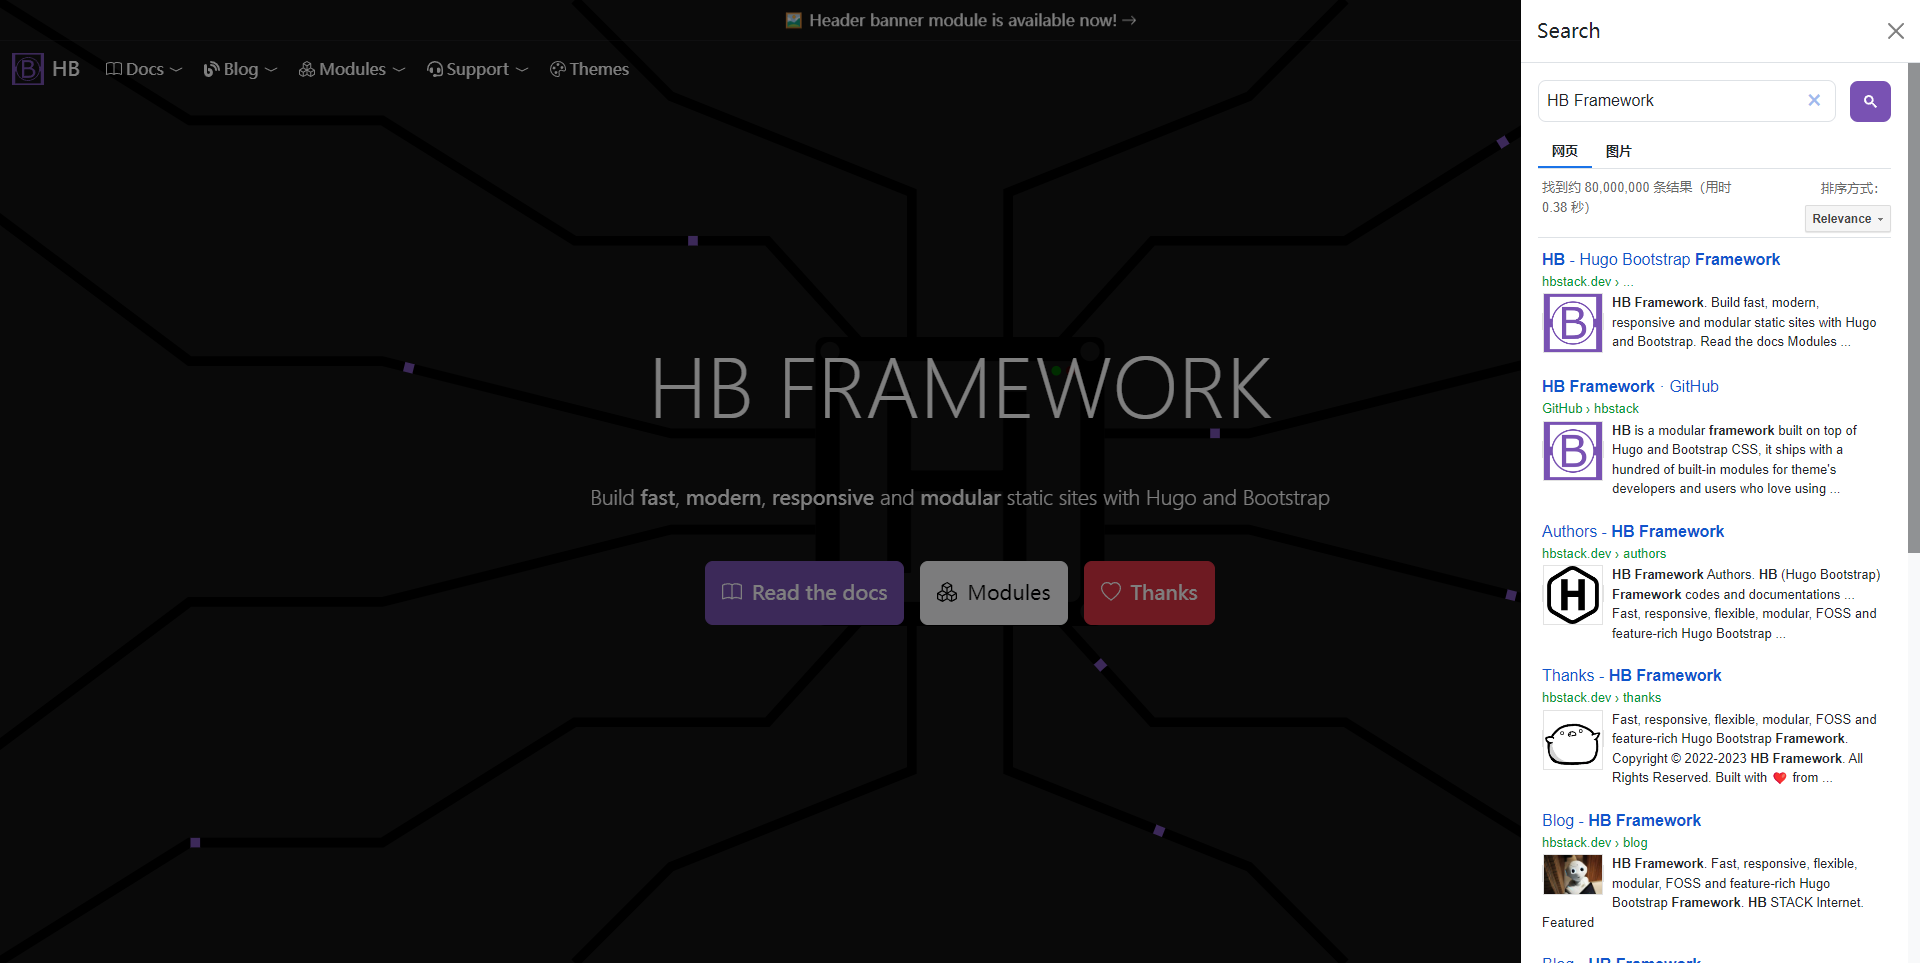 🖼️ Header banner module is available now! →
HB Docs Blog Modules Support Themes
HB FRAMEWORK
Build fast, modern, responsive and modular static sites with Hugo and Bootstrap
Read the docs Modules Thanks
Search
HB Framework
网页 图片
找到约 80,000,000 条结果（用时
0.38 秒）
排序方式:
Relevance
HB - Hugo Bootstrap Framework
hbstack.dev › ...
HB Framework. Build fast, modern,
responsive and modular static sites with Hugo
and Bootstrap. Read the docs Modules ...
HB Framework · GitHub
GitHub › hbstack
HB is a modular framework built on top of
Hugo and Bootstrap CSS, it ships with a
hundred of built-in modules for theme's
developers and users who love using ...
Authors - HB Framework
hbstack.dev › authors
HB Framework Authors. HB (Hugo Bootstrap)
Framework codes and documentations ...
Fast, responsive, flexible, modular, FOSS and
feature-rich Hugo Bootstrap ...
Thanks - HB Framework
hbstack.dev › thanks
Fast, responsive, flexible, modular, FOSS and
feature-rich Hugo Bootstrap Framework.
Copyright © 2022-2023 HB Framework. All
Rights Reserved. Built with ❤️ from ...
Blog - HB Framework
hbstack.dev › blog
HB Framework. Fast, responsive, flexible,
modular, FOSS and feature-rich Hugo
Bootstrap Framework. HB STACK Internet.
Featured
Blog - HB Framework